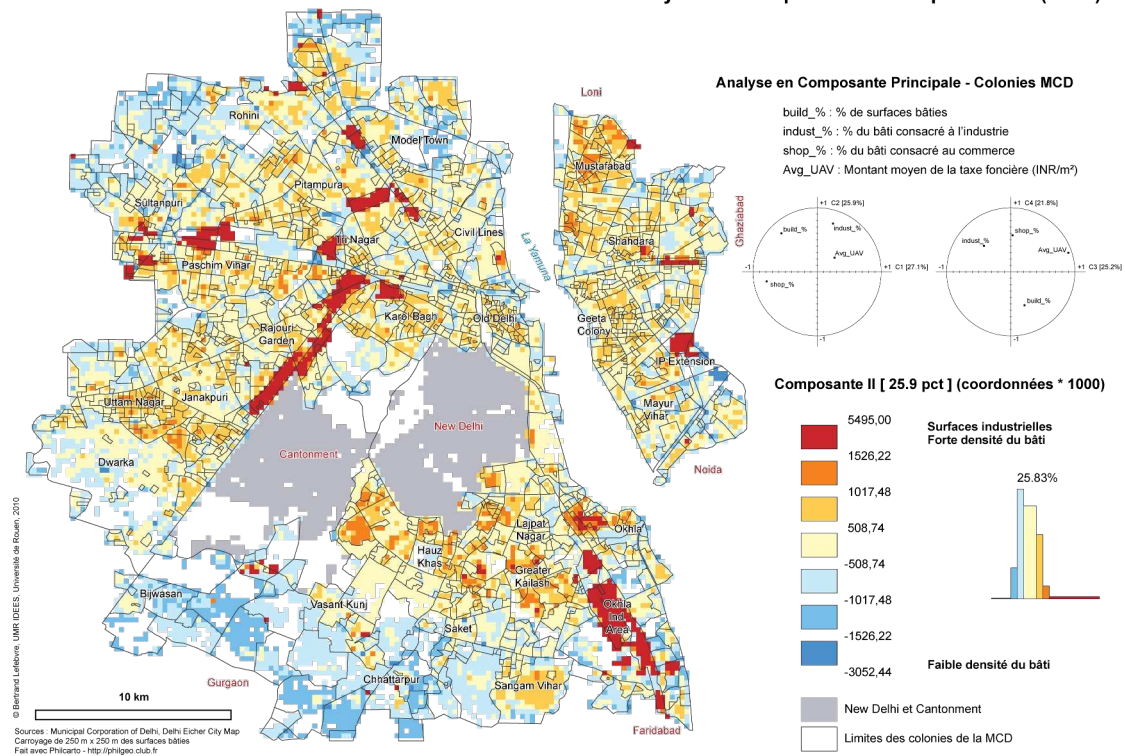 Analyse en Composante Principale - Colonies MCD
build_% : % de surfaces bâties
indust_% : % du bâti consacré à l'industrie
shop_% : % du bâti consacré au commerce
Avg_UAV : Montant moyen de la taxe foncière (INR/m²)
+1 C2 [25.9%]
build_%
indust_%
Avg_UAV
-1
+1 C1 [27.1%]
shop_%
-1
+1 C4 [21.8%]
shop_%
indust_%
Avg_UAV
-1
+1 C3 [25.2%]
build_%
-1
Composante II [ 25.9 pct ] (coordonnées * 1000)
5495,00
1526,22
1017,48
508,74
-508,74
-1017,48
-1526,22
-3052,44
Surfaces industrielles
Forte densité du bâti
25.83%
Faible densité du bâti
New Delhi et Cantonment
Limites des colonies de la MCD
Loni
Rohini
Model Town
Mustafabad
Pitampura
Sultanpuri
Ghaziabad
Civil Lines
Tri Nagar
Shahdara
La Yamuna
Paschim Vihar
Karol Bagh
Old Delhi
Geeta
Colony
Rajouri
Garden
IP Extension
Janakpuri
Uttam Nagar
Mayur
Vihar
New Delhi
Cantonment
Dwarka
Noida
Lajpat
Nagar
Okhla
Hauz
Khas
Greater
Kailash
Bijwasan
Vasant Kunj
Okhla
Ind.
Area
Saket
Gurgaon
Chhattarpur
Sangam Vihar
Faridabad
10 km
© Bertrand Lefebvre, UMR IDEES, Université de Rouen, 2010
Sources : Municipal Corporation of Delhi, Delhi Eicher City Map
Carroyage de 250 m x 250 m des surfaces bâties
Fait avec Philcarto - http://philgeo.club.fr